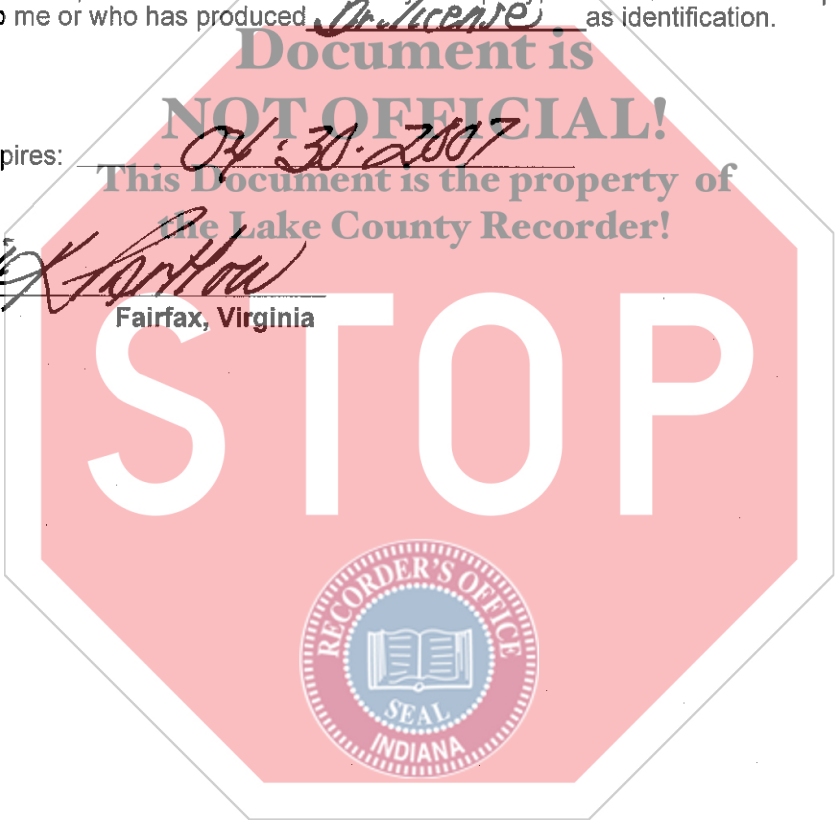 me or who has produced Dr. license as identification.
Document is
NOT OFFICIAL!
pires: 04·30·2007
This Document is the property of
the Lake County Recorder!
Fairfax, Virginia
STOP
RECORDER'S OFFICE
SEAL
INDIANA